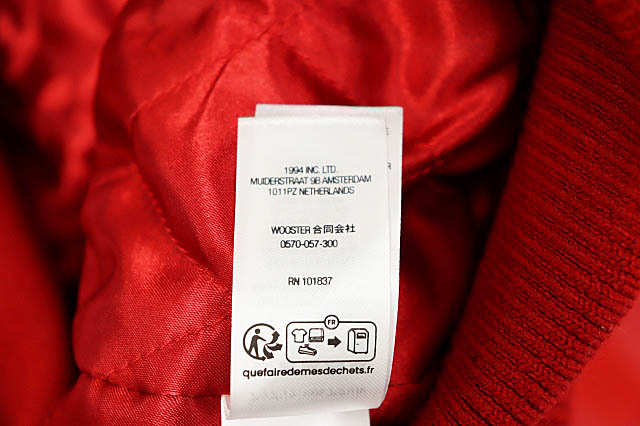 1994 INC. LTD.
MUIDERSTRAAT 9B AMSTERDAM
1011PZ NETHERLANDS
WOOSTER 合同会社
0570-057-300
RN 101837
FR
quefairedemesdechets.fr